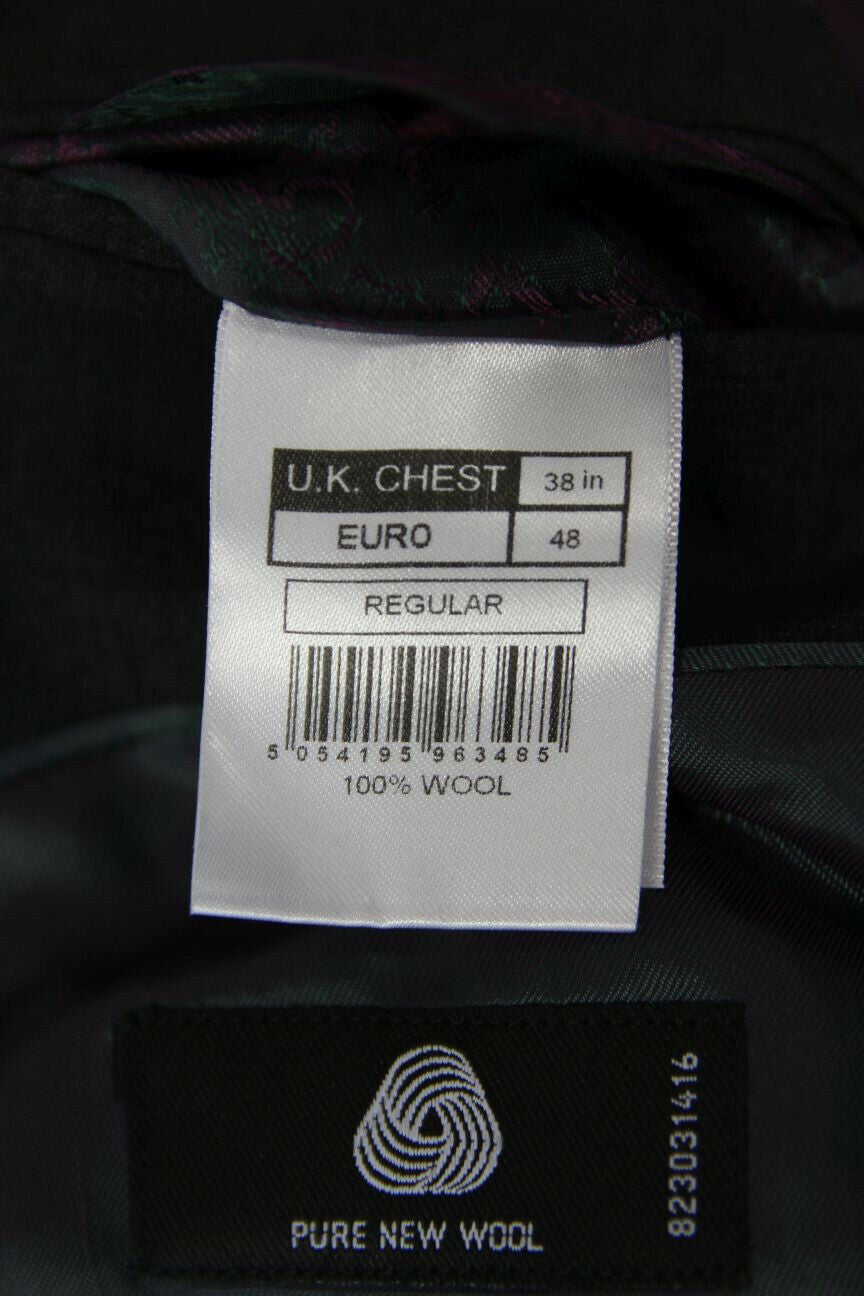 U.K. CHEST 38 in
EURO 48
REGULAR
5 054195 963485
100% WOOL
PURE NEW WOOL
823031416